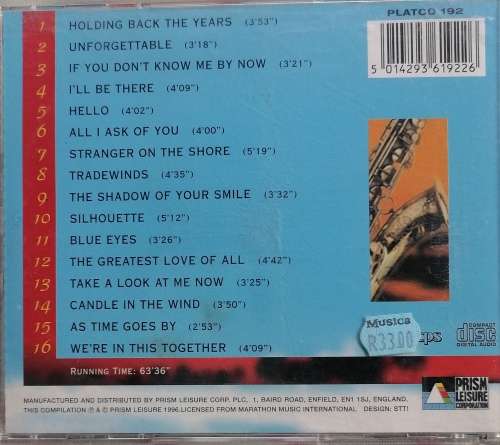 PLATCO 192
1 HOLDING BACK THE YEARS (3'53")
2 UNFORGETTABLE (3'18")
3 IF YOU DON'T KNOW ME BY NOW (3'21")
4 I'LL BE THERE (4'09")
5 HELLO (4'02")
6 ALL I ASK OF YOU (4'00")
7 STRANGER ON THE SHORE (5'19")
8 TRADEWINDS (4'35")
9 THE SHADOW OF YOUR SMILE (3'32")
10 SILHOUETTE (5'12")
11 BLUE EYES (3'26")
12 THE GREATEST LOVE OF ALL (4'42")
13 TAKE A LOOK AT ME NOW (3'25")
14 CANDLE IN THE WIND (3'50")
15 AS TIME GOES BY (2'53")
16 WE'RE IN THIS TOGETHER (4'09")
RUNNING TIME: 63'36"
5 014293 619226
Musica
R33.00
COMPACT
disc
DIGITAL AUDIO
MANUFACTURED AND DISTRIBUTED BY PRISM LEISURE CORP. PLC. 1, BAIRD ROAD, ENFIELD, EN1 1SJ, ENGLAND.
THIS COMPILATION ℗ & © PRISM LEISURE 1996.LICENSED FROM MARATHON MUSIC INTERNATIONAL DESIGN: STT!
PRISM
LEISURE
CORPORATION